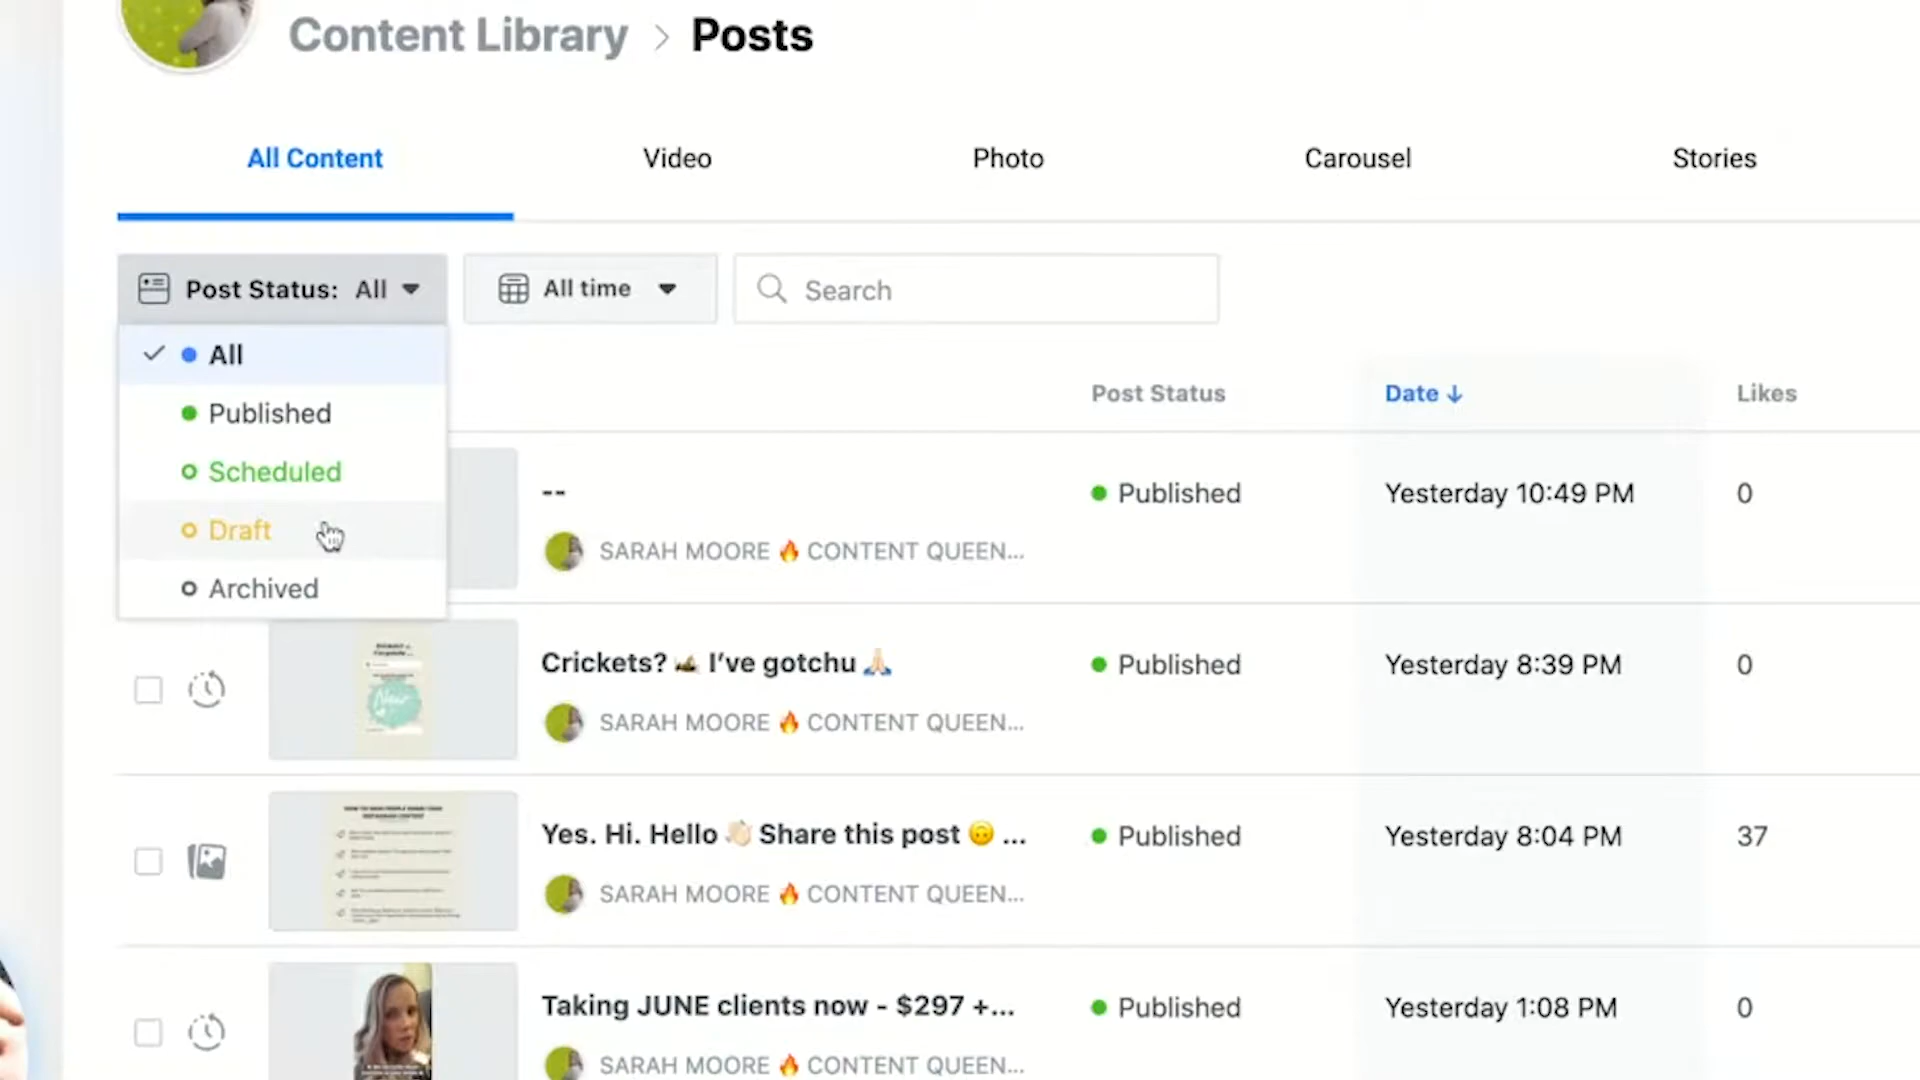 Content Library > Posts
All Content Video Photo Carousel Stories
Post Status: All All time Search
All
Published
Scheduled
Draft
Archived
Post Status Date ↓ Likes
-- Published Yesterday 10:49 PM 0
SARAH MOORE 🔥 CONTENT QUEEN...
Crickets? 🦗 I've gotchu 🙏🏻 Published Yesterday 8:39 PM 0
SARAH MOORE 🔥 CONTENT QUEEN...
Yes. Hi. Hello 👋🏻 Share this post 🙃 ... Published Yesterday 8:04 PM 37
SARAH MOORE 🔥 CONTENT QUEEN...
Taking JUNE clients now - $297 +... Published Yesterday 1:08 PM 0
SARAH MOORE 🔥 CONTENT QUEEN...